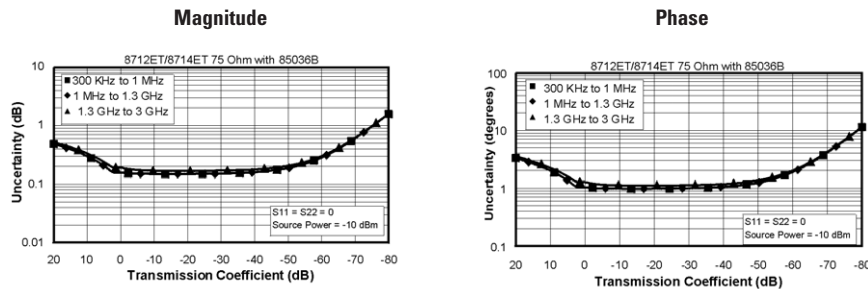 Magnitude
8712ET/8714ET 75 Ohm with 85036B
10
1
0.1
0.01
Uncertainty (dB)
300 KHz to 1 MHz
1 MHz to 1.3 GHz
1.3 GHz to 3 GHz
S11 = S22 = 0
Source Power = -10 dBm
20 10 0 -10 -20 -30 -40 -50 -60 -70 -80
Transmission Coefficient (dB)
Phase
8712ET/8714ET 75 Ohm with 85036B
100
10
1
0.1
Uncertainty (degrees)
300 KHz to 1 MHz
1 MHz to 1.3 GHz
1.3 GHz to 3 GHz
S11 = S22 = 0
Source Power = -10 dBm
20 10 0 -10 -20 -30 -40 -50 -60 -70 -80
Transmission Coefficient (dB)